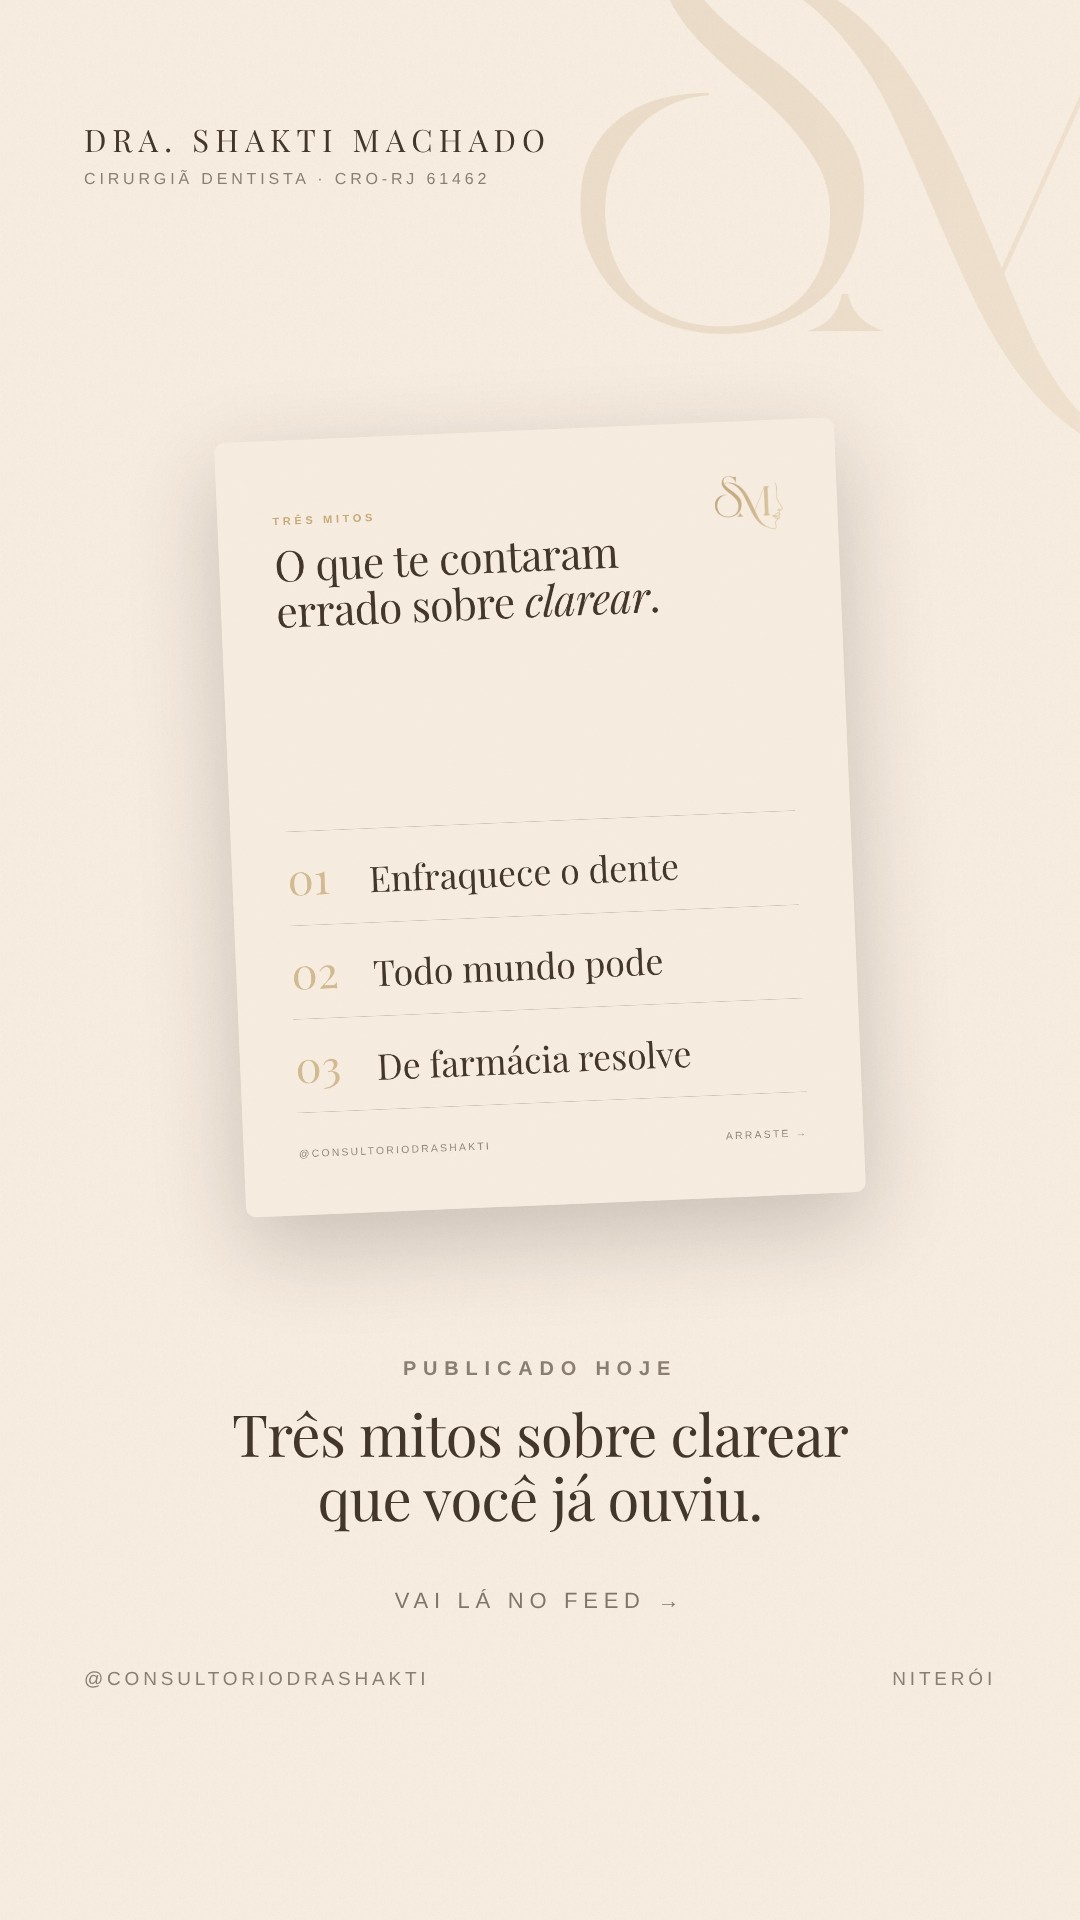 DRA. SHAKTI MACHADO
CIRURGIÃ DENTISTA · CRO-RJ 61462
SM
TRÊS MITOS
O que te contaram
errado sobre clarear.
01 Enfraquece o dente
02 Todo mundo pode
03 De farmácia resolve
@CONSULTORIODRASHAKTI
ARRASTE →
PUBLICADO HOJE
Três mitos sobre clarear
que você já ouviu.
VAI LÁ NO FEED →
@CONSULTORIODRASHAKTI
NITERÓI